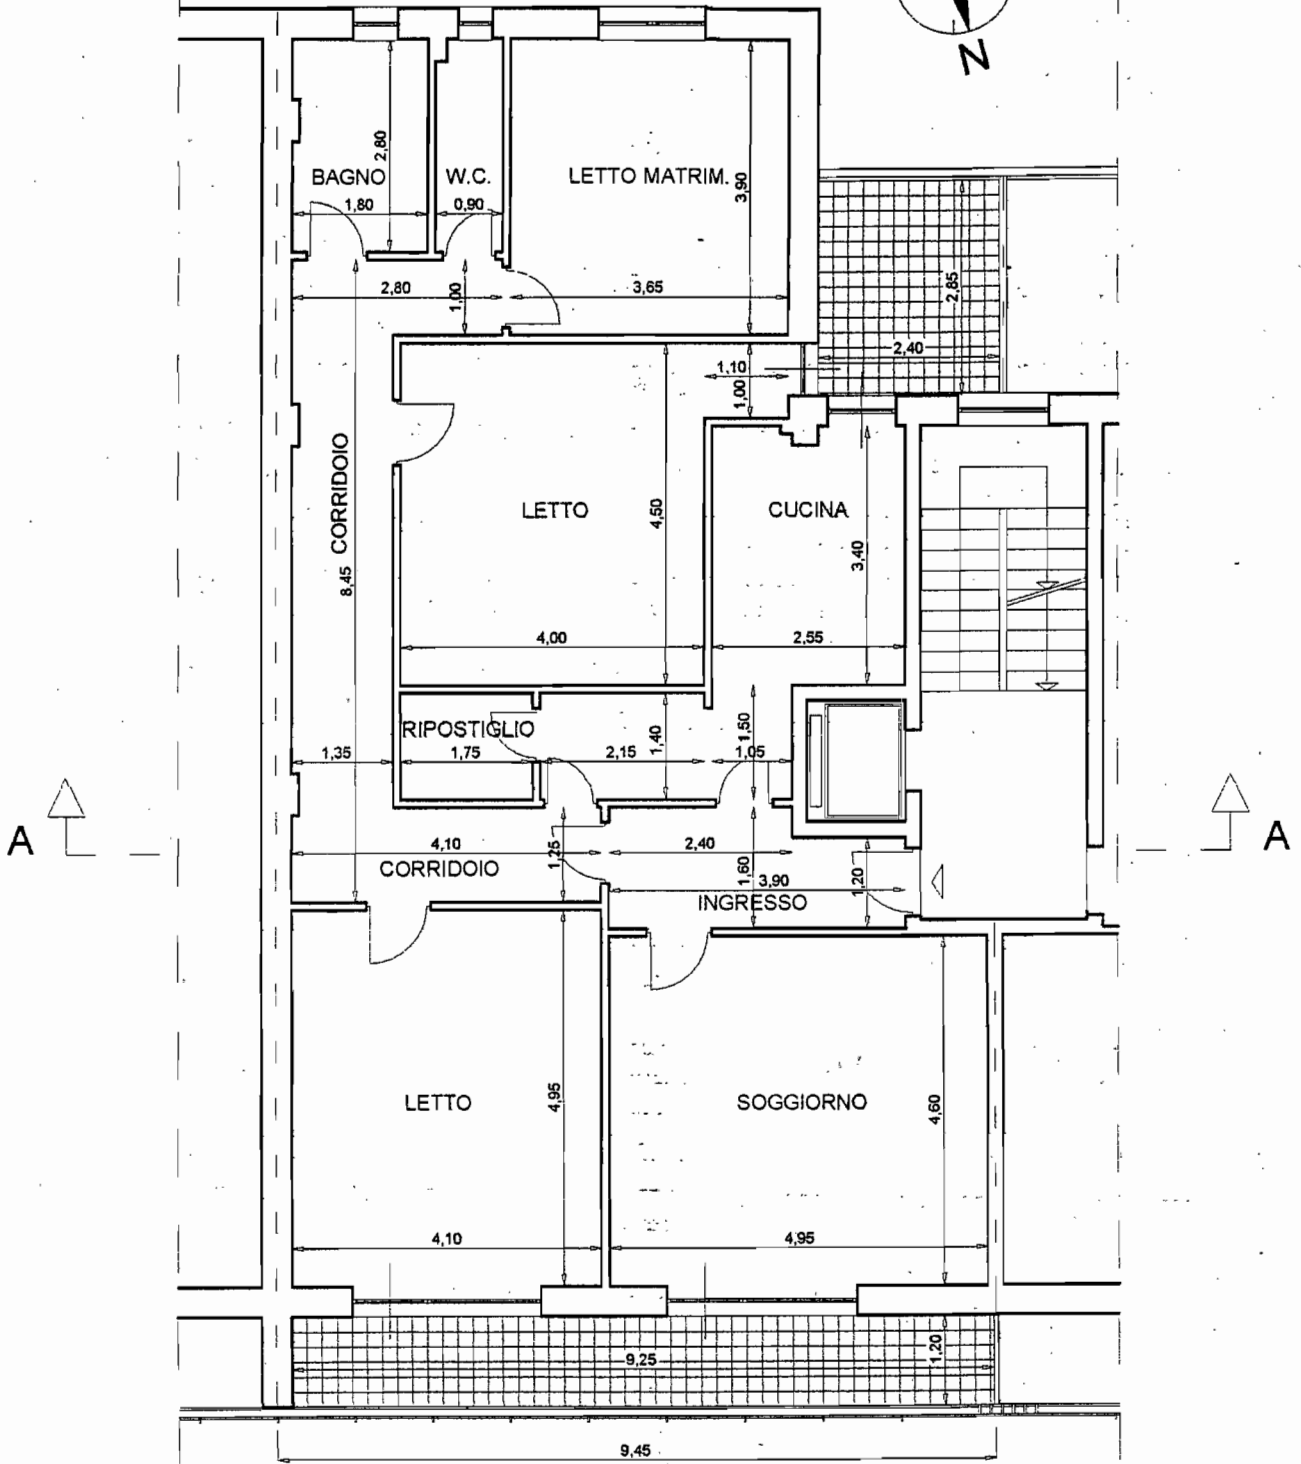 N
2,80
BAGNO
W.C.
LETTO MATRIM.
3,90
1,80
0,90
2,80
1,00
3,65
2,85
2,40
1,10
1,00
CORRIDOIO
LETTO
4,50
CUCINA
3,40
8,45
4,00
2,55
RIPOSTIGLIO
1,40
1,50
1,35
1,75
2,15
1,05
A
A
4,10
1,25
2,40
1,60
3,90
1,20
CORRIDOIO
INGRESSO
LETTO
4,95
SOGGIORNO
4,60
4,10
4,95
9,25
1,20
9,45